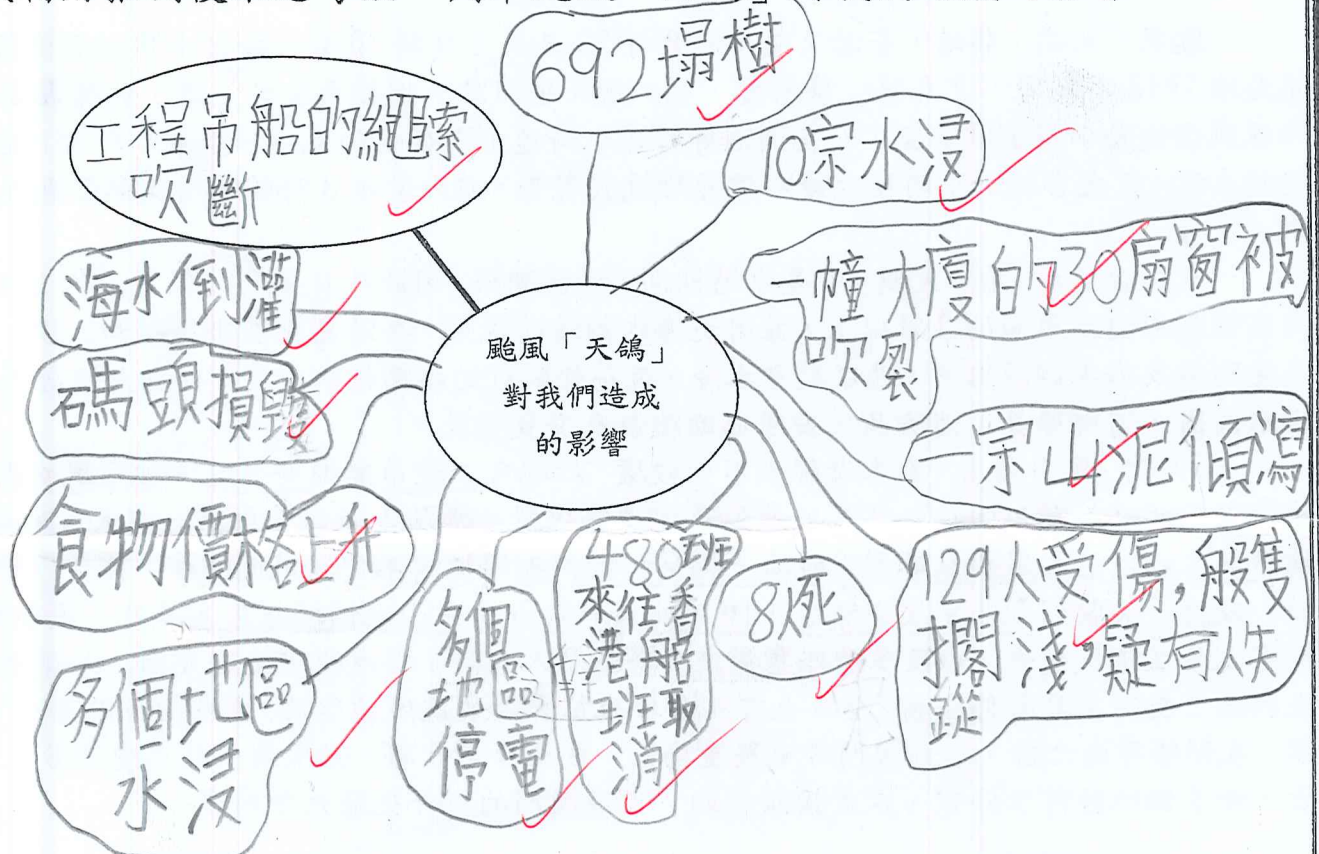 692塌樹
工程吊船的繩索
吹斷
10宗水浸
海水倒灌
幢大廈的30扇窗被
吹裂
碼頭損毀
颱風「天鴿」
對我們造成
的影響
一宗山泥傾瀉
食物價格上升
多個地區
水浸
多個
地區
停電
480班
來往香
港船
班取
消
8人死
129人受傷,般隻
擱淺,疑有人失
蹤